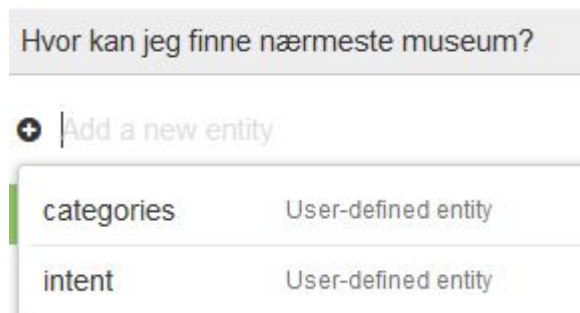 Hvor kan jeg finne nærmeste museum?
Add a new entity
categories User-defined entity
intent User-defined entity